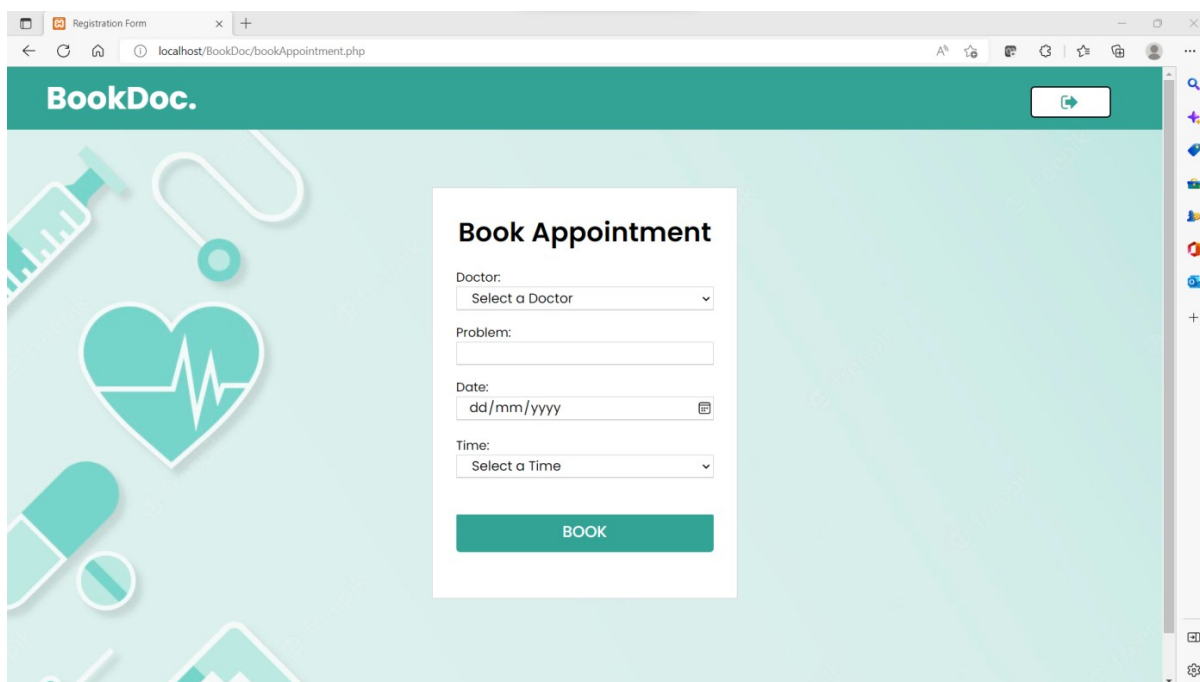 Registration Form
localhost/BookDoc/bookAppointment.php
BookDoc.
Book Appointment
Doctor:
Select a Doctor
Problem:
Date:
dd/mm/yyyy
Time:
Select a Time
BOOK